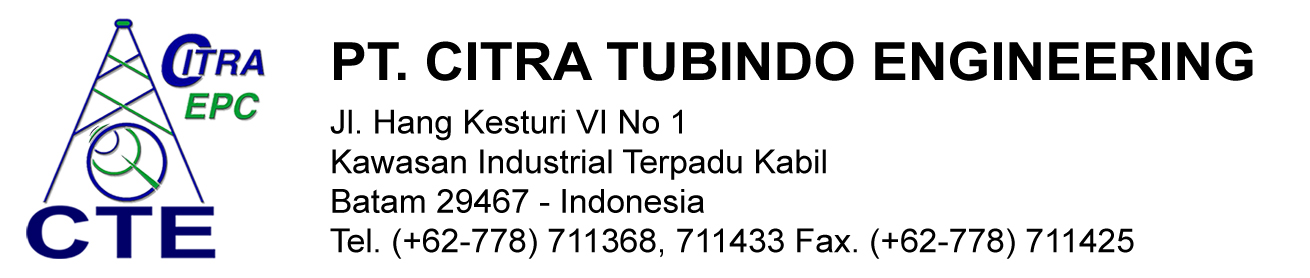 CITRA
EPC
CTE
PT. CITRA TUBINDO ENGINEERING
Jl. Hang Kesturi VI No 1
Kawasan Industrial Terpadu Kabil
Batam 29467 - Indonesia
Tel. (+62-778) 711368, 711433 Fax. (+62-778) 711425